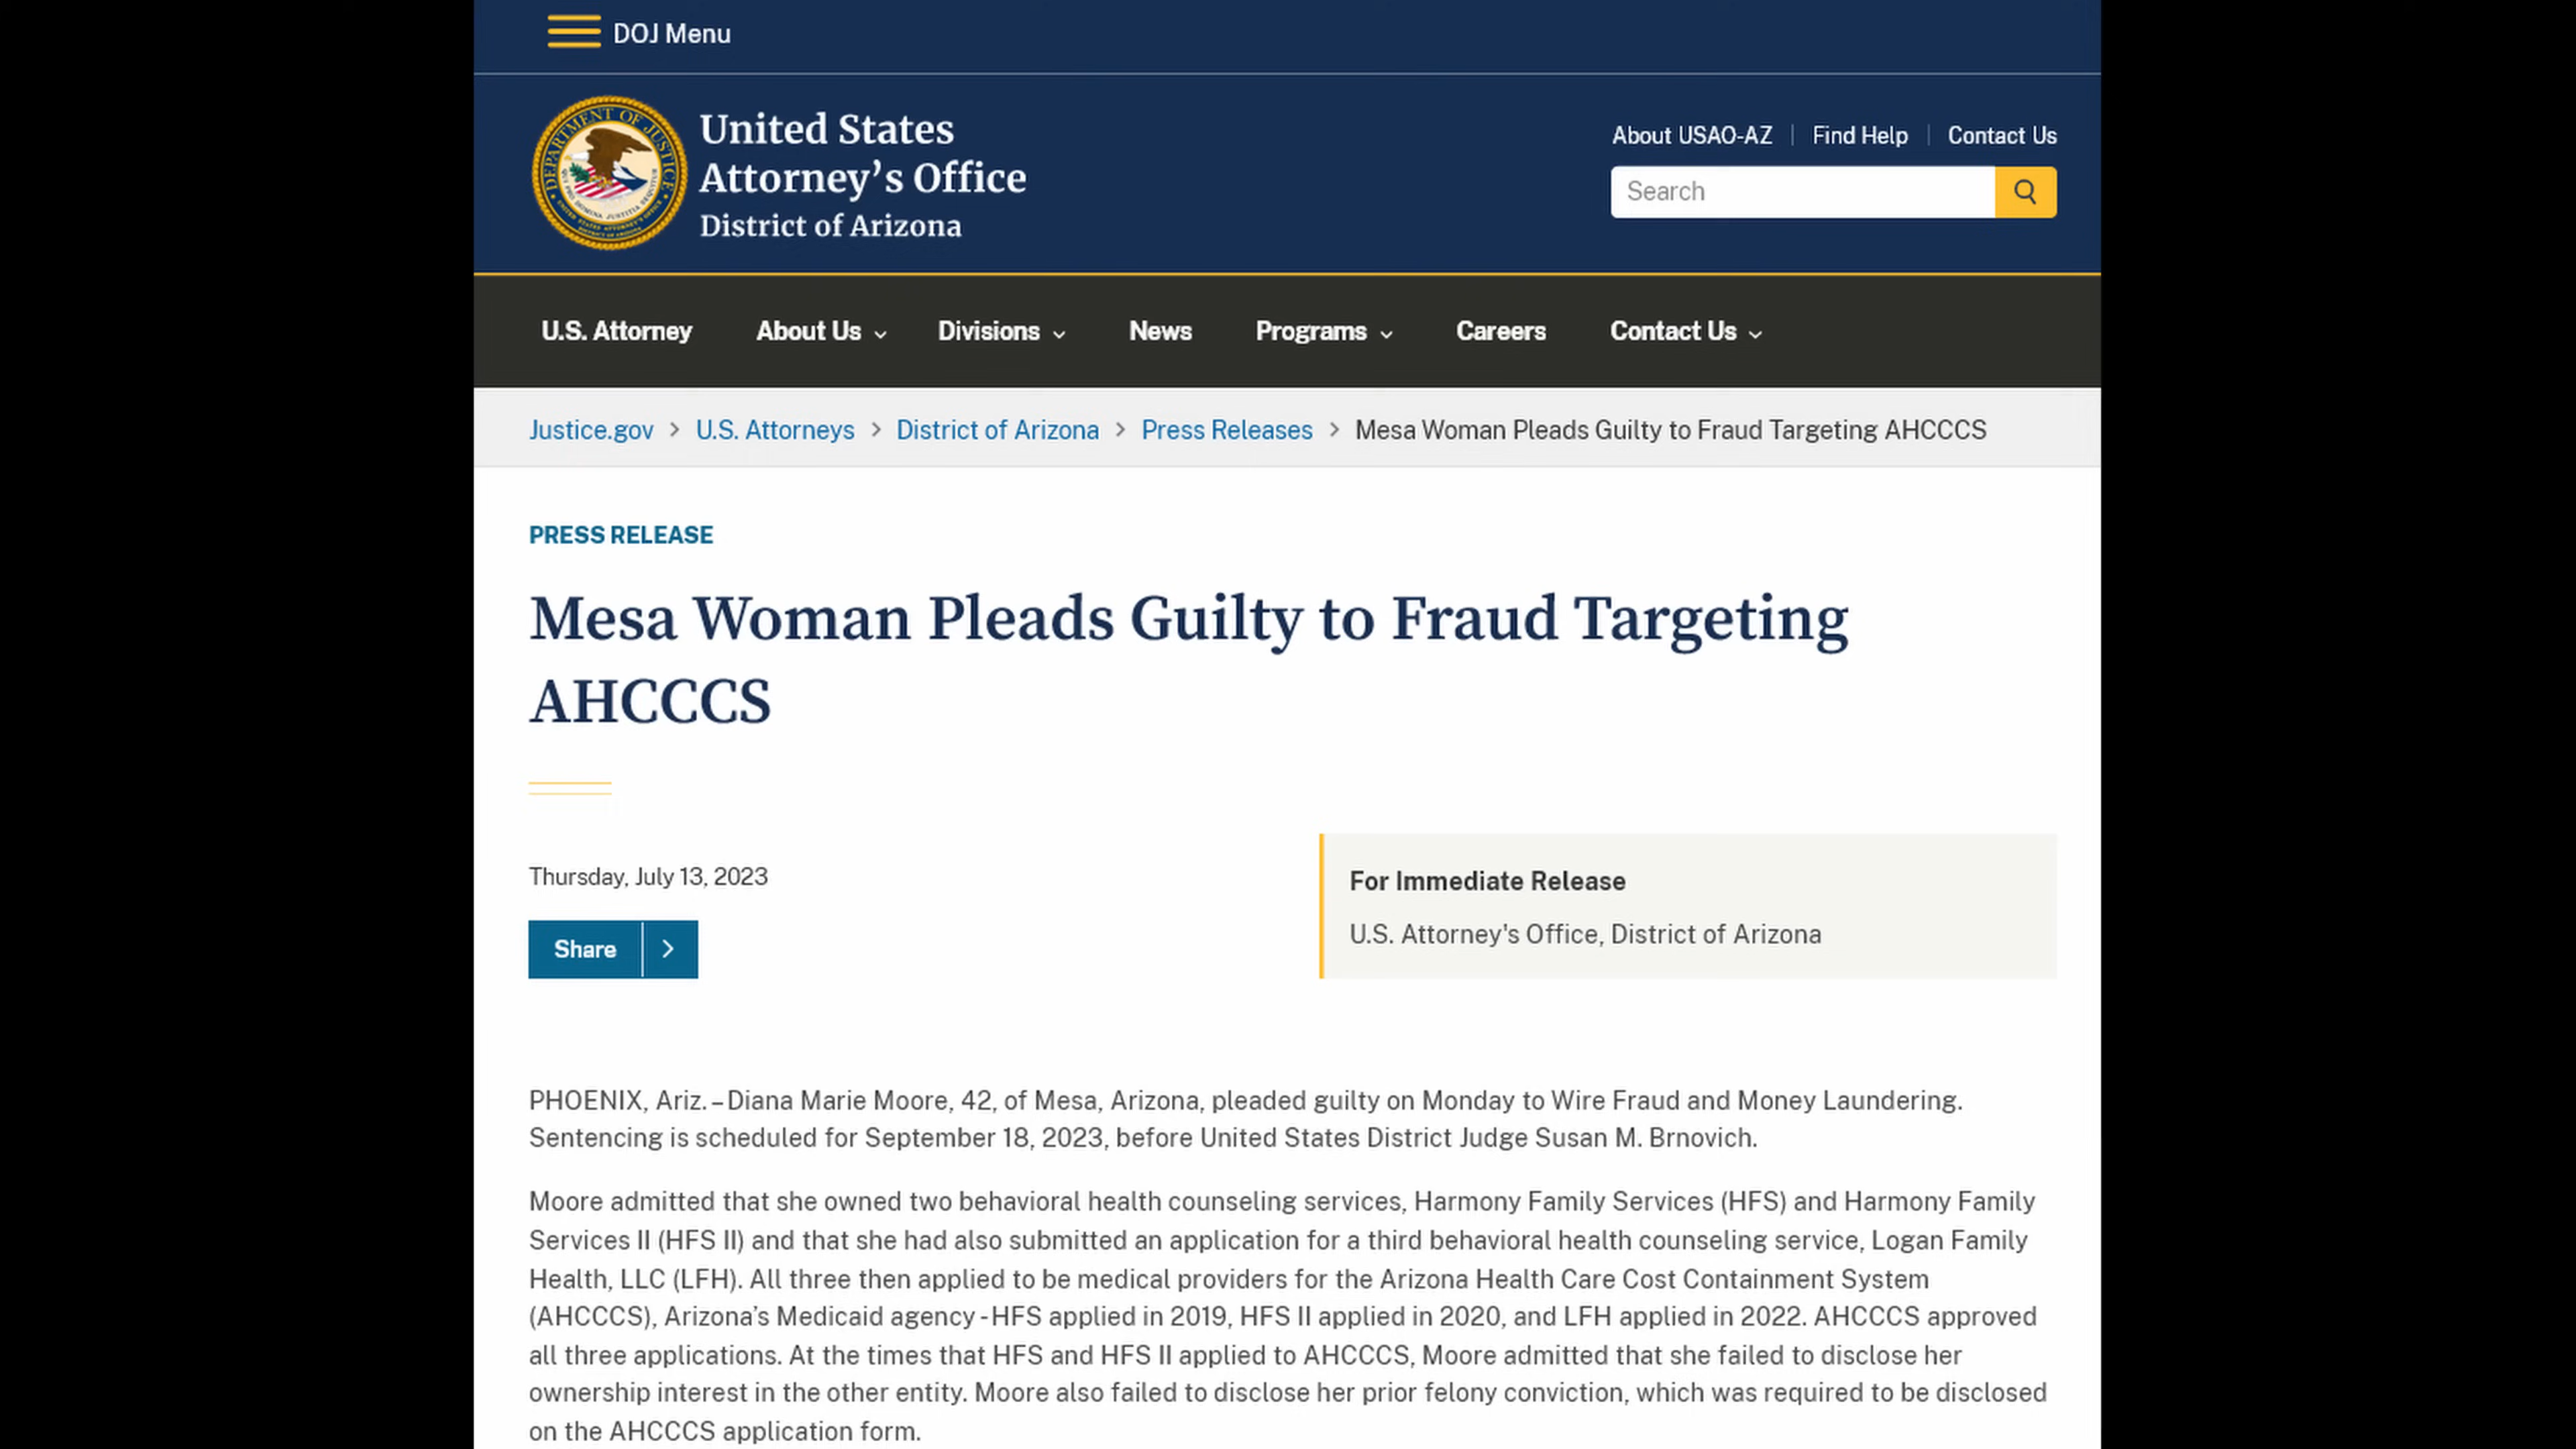 DOJ Menu
United States
Attorney's Office
District of Arizona
About USAO-AZ | Find Help | Contact Us
Search
U.S. Attorney About Us Divisions News Programs Careers Contact Us
Justice.gov > U.S. Attorneys > District of Arizona > Press Releases > Mesa Woman Pleads Guilty to Fraud Targeting AHCCCS
PRESS RELEASE
Mesa Woman Pleads Guilty to Fraud Targeting
AHCCCS
Thursday, July 13, 2023
Share >
For Immediate Release
U.S. Attorney's Office, District of Arizona
PHOENIX, Ariz. – Diana Marie Moore, 42, of Mesa, Arizona, pleaded guilty on Monday to Wire Fraud and Money Laundering.
Sentencing is scheduled for September 18, 2023, before United States District Judge Susan M. Brnovich.
Moore admitted that she owned two behavioral health counseling services, Harmony Family Services (HFS) and Harmony Family
Services II (HFS II) and that she had also submitted an application for a third behavioral health counseling service, Logan Family
Health, LLC (LFH). All three then applied to be medical providers for the Arizona Health Care Cost Containment System
(AHCCCS), Arizona's Medicaid agency - HFS applied in 2019, HFS II applied in 2020, and LFH applied in 2022. AHCCCS approved
all three applications. At the times that HFS and HFS II applied to AHCCCS, Moore admitted that she failed to disclose her
ownership interest in the other entity. Moore also failed to disclose her prior felony conviction, which was required to be disclosed
on the AHCCCS application form.
DEPARTMENT OF JUSTICE